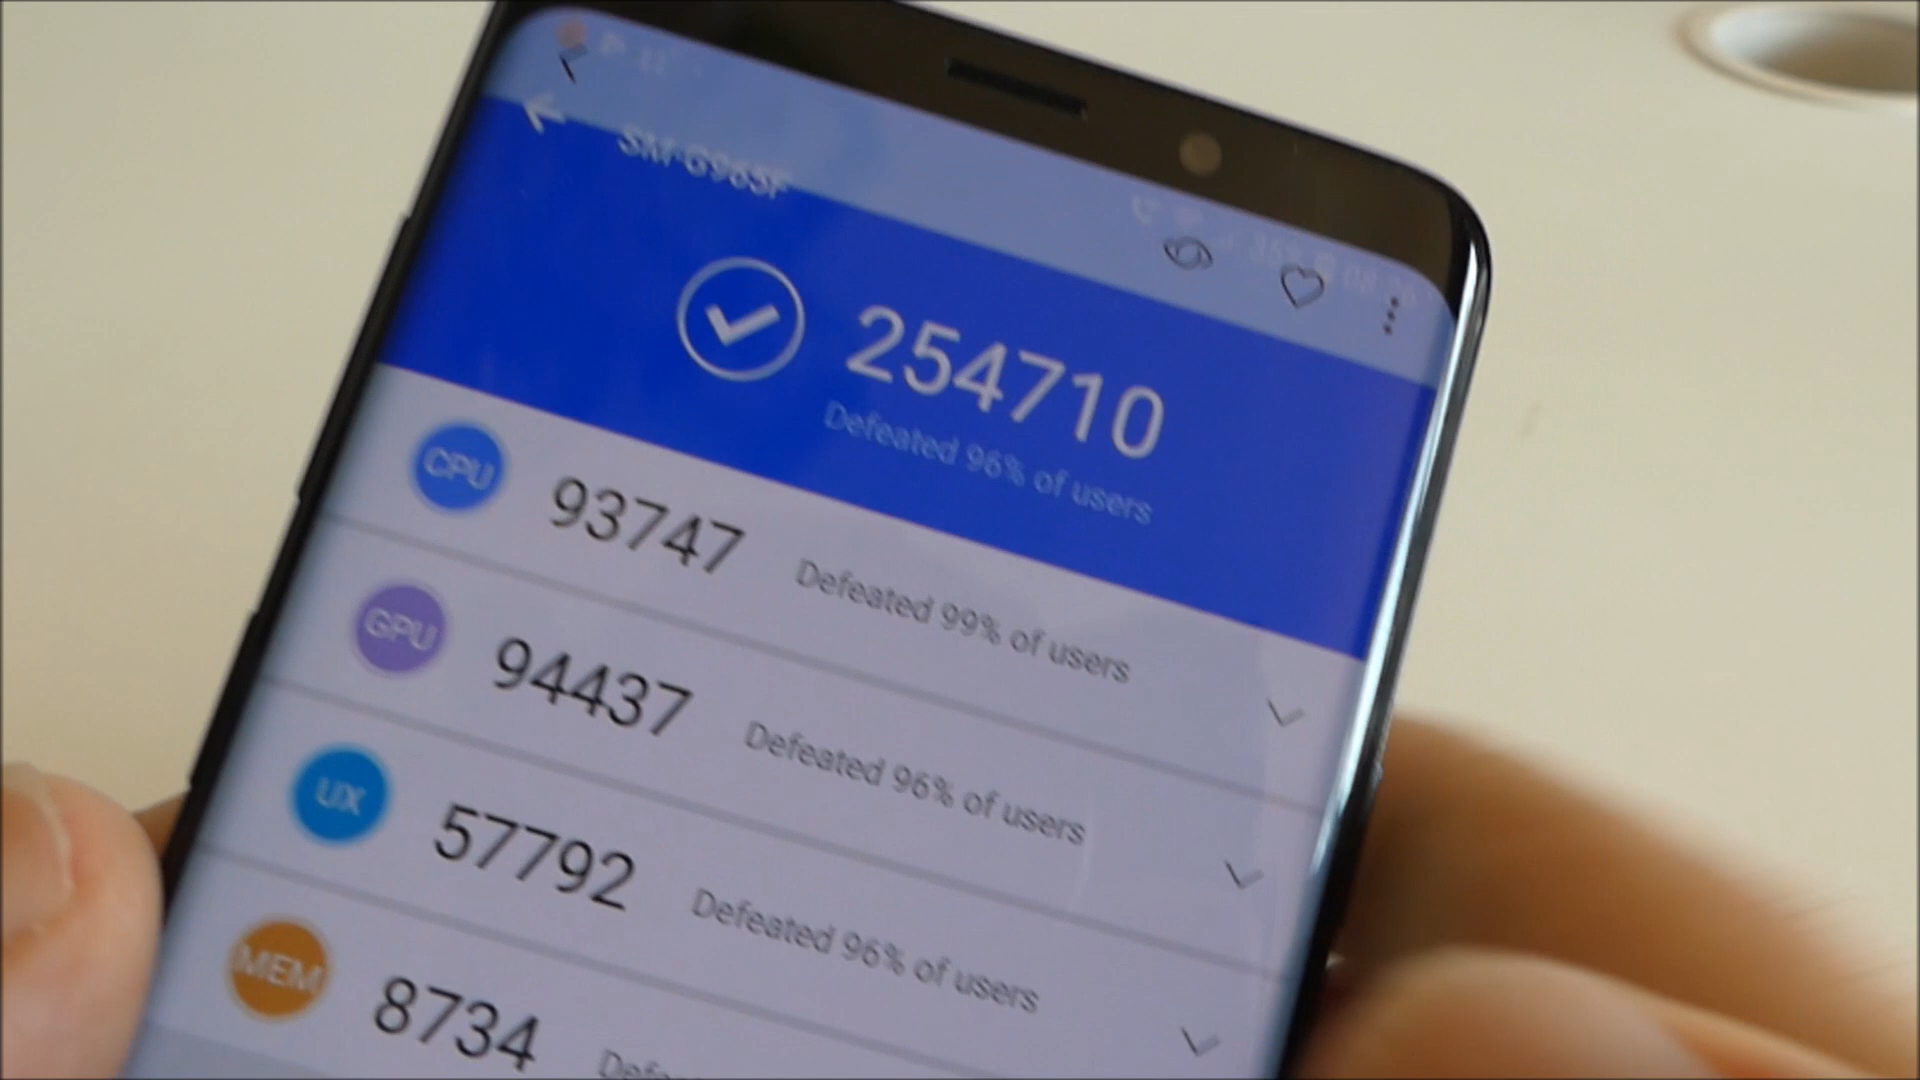 SM-G965F
254710
Defeated 96% of users
CPU 93747 Defeated 99% of users
GPU 94437 Defeated 96% of users
UX 57792 Defeated 96% of users
MEM 8734